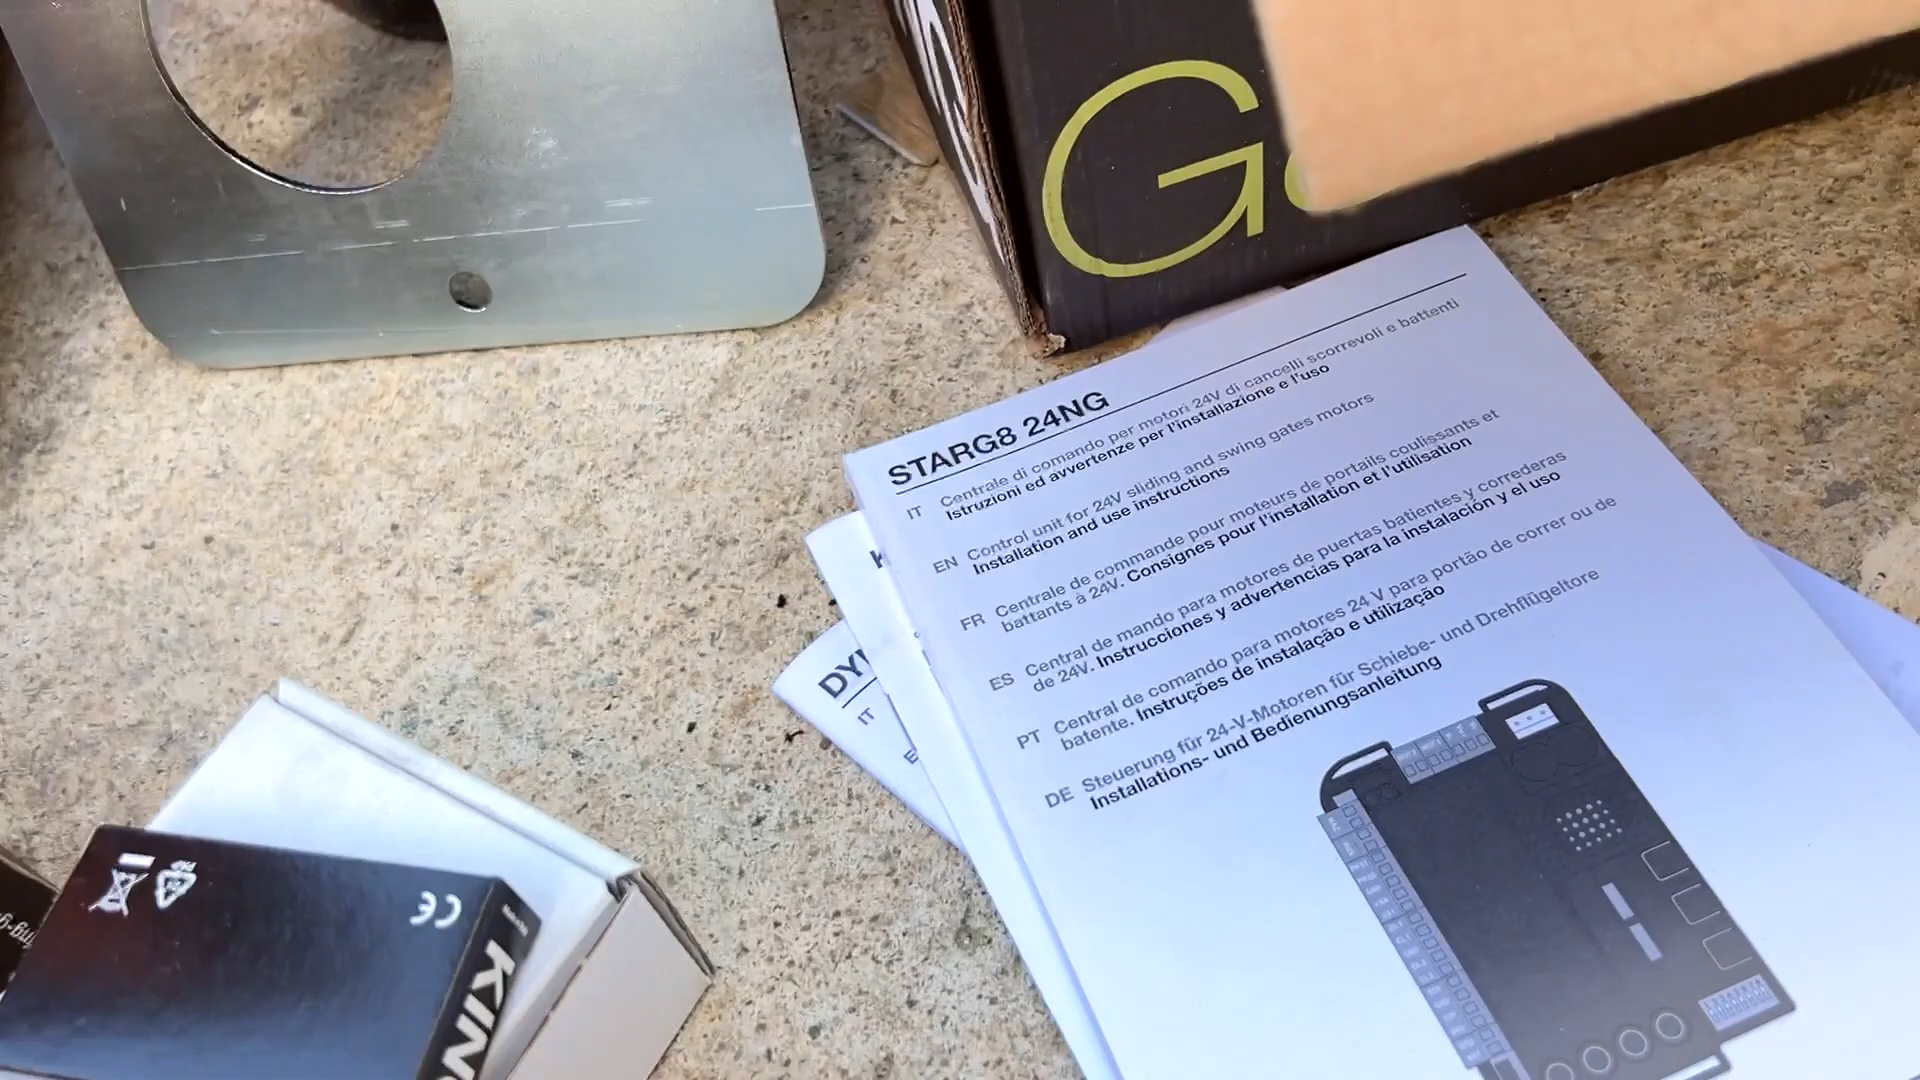 G
STARG8 24NG
IT Centrale di comando per motori 24V di cancelli scorrevoli e battenti
Istruzioni ed avvertenze per l'installazione e l'uso
EN Control unit for 24V sliding and swing gates motors
Installation and use instructions
FR Centrale de commande pour moteurs de portails coulissants et
battants à 24V. Consignes pour l'installation et l'utilisation
ES Central de mando para motores de puertas batientes y correderas
de 24V. Instrucciones y advertencias para la instalación y el uso
PT Central de comando para motores 24 V para portão de correr ou de
batente. Instruções de instalação e utilização
DE Steuerung für 24-V-Motoren für Schiebe- und Drehflügeltore
Installations- und Bedienungsanleitung
K
DY
IT
E
CE
KING